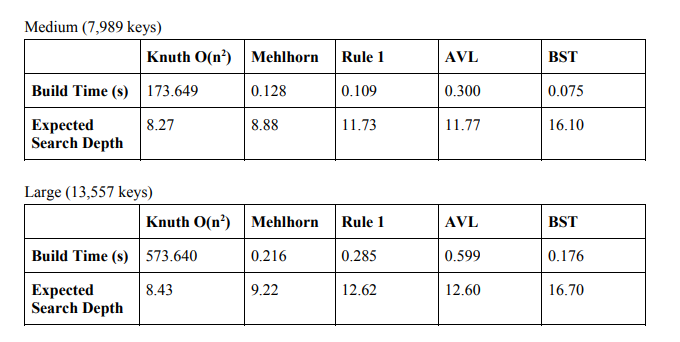 Medium (7,989 keys)
Knuth O(n²) Mehlhorn Rule 1 AVL BST
Build Time (s) 173.649 0.128 0.109 0.300 0.075
Expected
Search Depth 8.27 8.88 11.73 11.77 16.10
Large (13,557 keys)
Knuth O(n²) Mehlhorn Rule 1 AVL BST
Build Time (s) 573.640 0.216 0.285 0.599 0.176
Expected
Search Depth 8.43 9.22 12.62 12.60 16.70